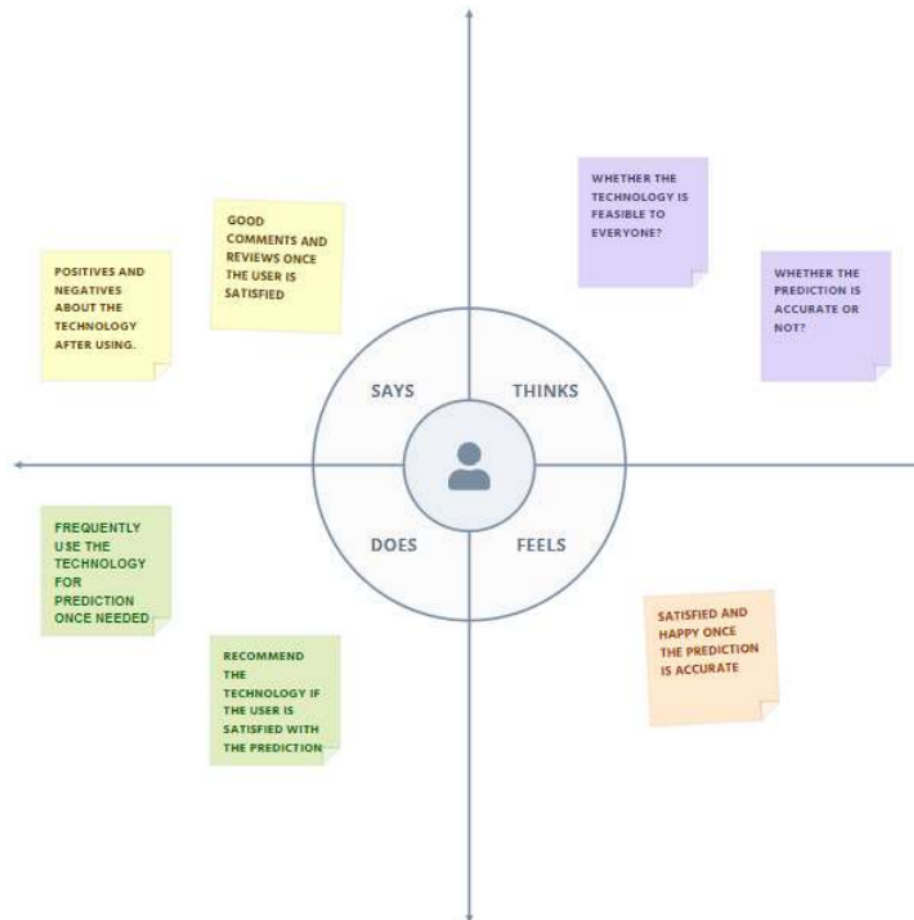 GOOD
COMMENTS AND
REVIEWS ONCE
THE USER IS
SATISFIED
POSITIVES AND
NEGATIVES
ABOUT THE
TECHNOLOGY
AFTER USING.
WHETHER THE
TECHNOLOGY IS
FEASIBLE TO
EVERYONE?
WHETHER THE
PREDICTION IS
ACCURATE OR
NOT?
SAYS
THINKS
DOES
FEELS
FREQUENTLY
USE THE
TECHNOLOGY
FOR
PREDICTION
ONCE NEEDED
RECOMMEND
THE
TECHNOLOGY IF
THE USER IS
SATISFIED WITH
THE PREDICTION
SATISFIED AND
HAPPY ONCE
THE PREDICTION
IS ACCURATE